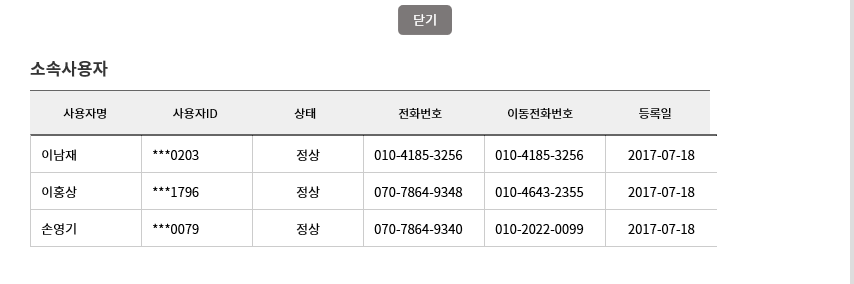 닫기
소속사용자
사용자명 사용자ID 상태 전화번호 이동전화번호 등록일
이남재 ***0203 정상 010-4185-3256 010-4185-3256 2017-07-18
이홍상 ***1796 정상 070-7864-9348 010-4643-2355 2017-07-18
손영기 ***0079 정상 070-7864-9340 010-2022-0099 2017-07-18